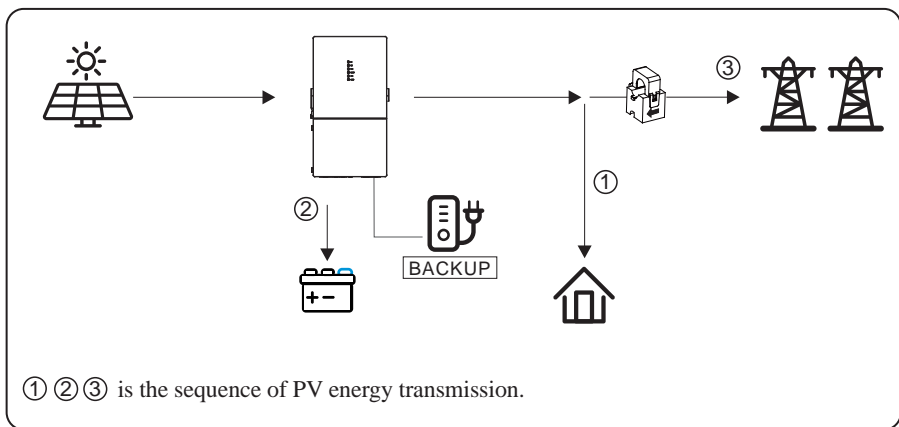 ③
①
②
BACKUP
+ −
① ② ③ is the sequence of PV energy transmission.